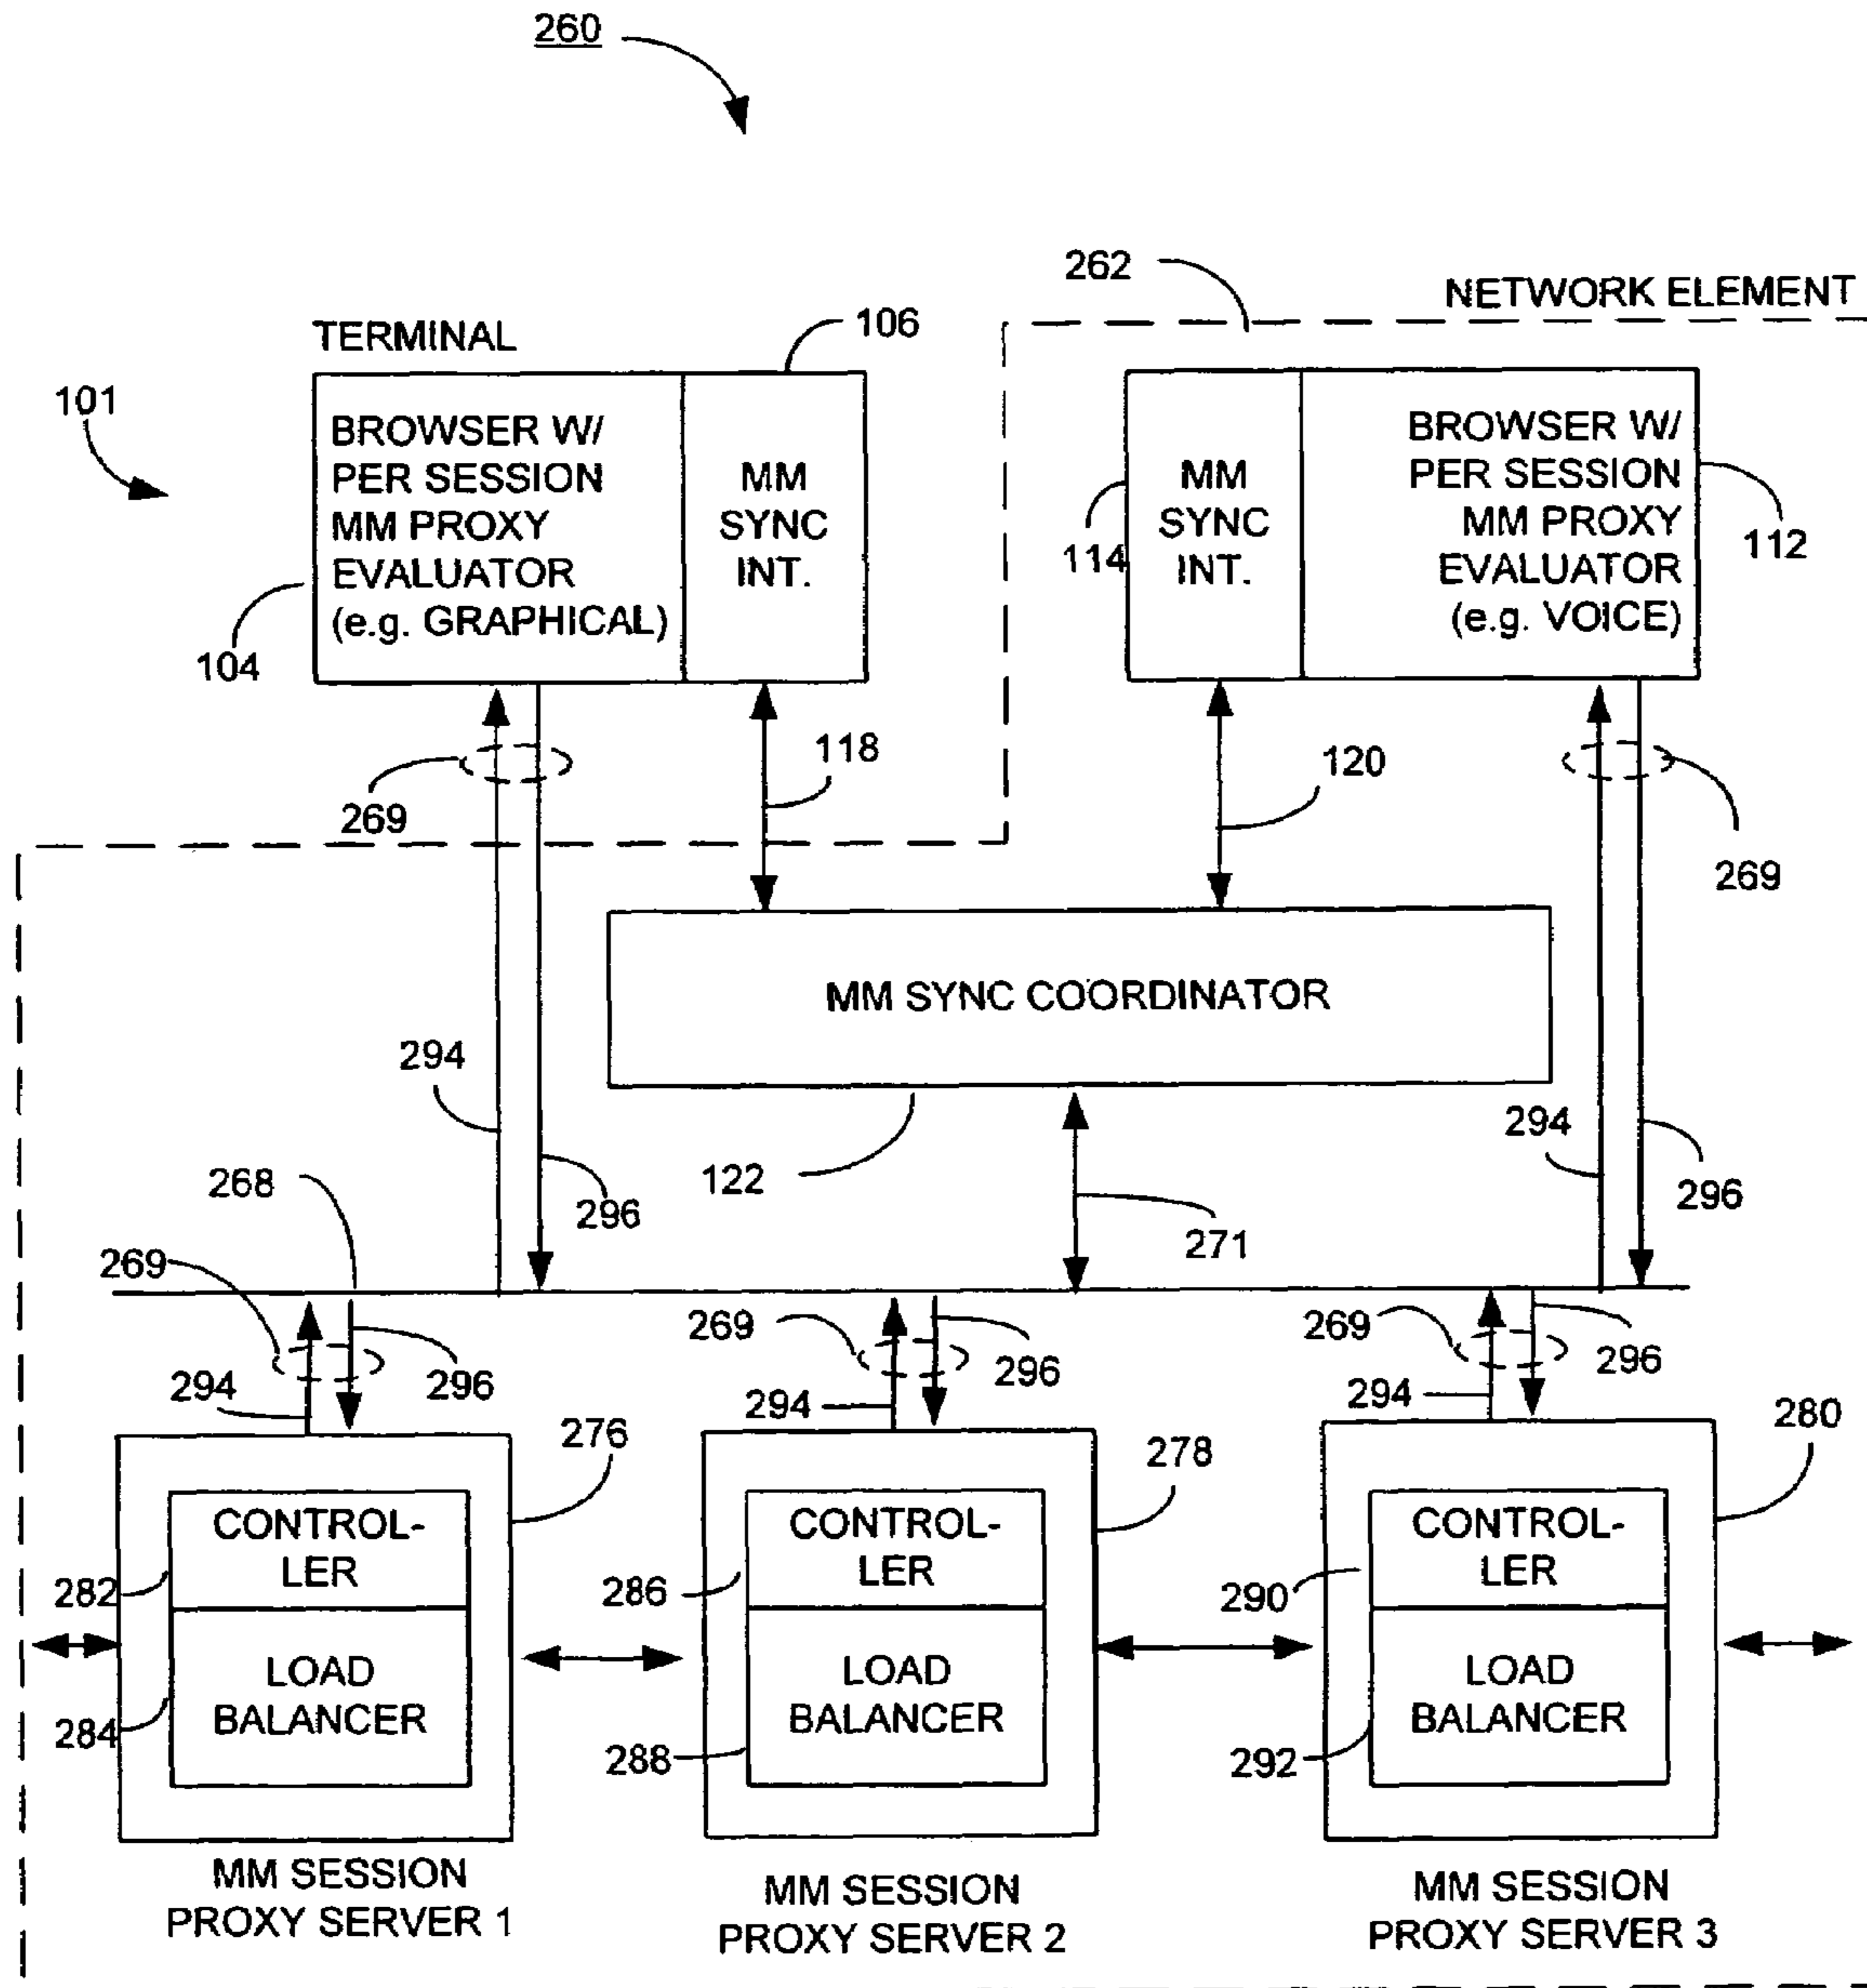 260
262
NETWORK ELEMENT
TERMINAL
106
101
BROWSER W/
PER SESSION
MM PROXY
EVALUATOR
(e.g. GRAPHICAL)
MM
SYNC
INT.
104
MM
SYNC
INT.
114
BROWSER W/
PER SESSION
MM PROXY
EVALUATOR
(e.g. VOICE)
112
269
118
120
269
MM SYNC COORDINATOR
294
294
268
296
122
271
296
269
269
269
294
296
294
296
294
296
276
278
280
CONTROL-
LER
282
LOAD
BALANCER
284
CONTROL-
LER
286
LOAD
BALANCER
288
CONTROL-
LER
290
LOAD
BALANCER
292
MM SESSION
PROXY SERVER 1
MM SESSION
PROXY SERVER 2
MM SESSION
PROXY SERVER 3